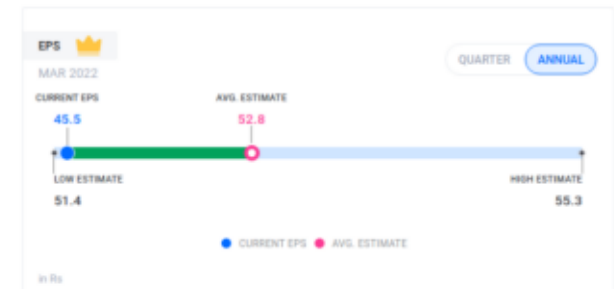 EPS
MAR 2022
QUARTER ANNUAL
CURRENT EPS AVG. ESTIMATE
45.5 52.8
LOW ESTIMATE HIGH ESTIMATE
51.4 55.3
CURRENT EPS AVG. ESTIMATE
in Rs